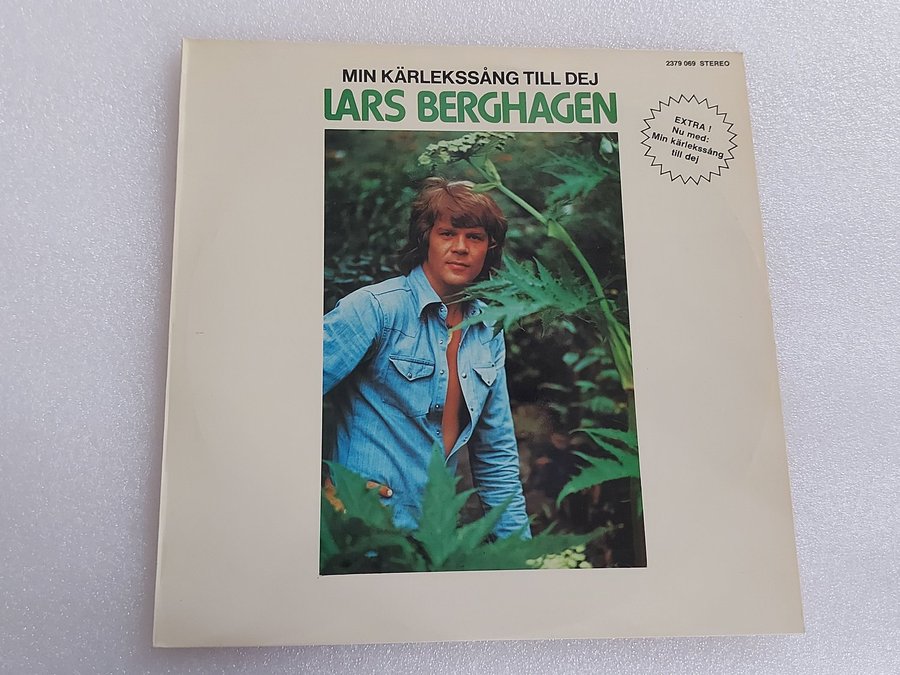 2379 069 STEREO
MIN KÄRLEKSSÅNG TILL DEJ
LARS BERGHAGEN
EXTRA !
Nu med:
Min kärlekssång
till dej